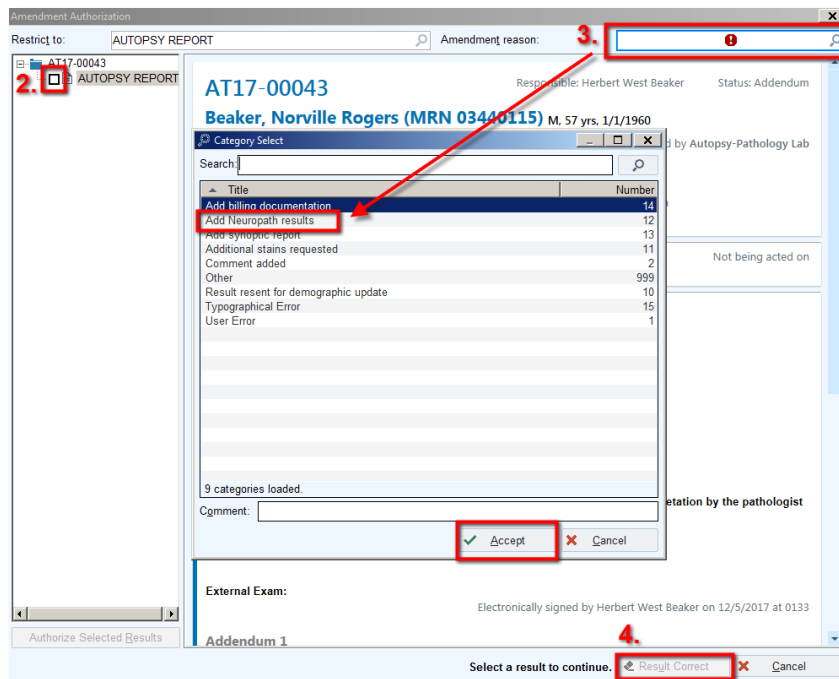 Amendment Authorization
x
Restrict to: AUTOPSY REPORT Amendment reason: 3.
AT17-00043
2. AUTOPSY REPORT
AT17-00043 Responsible: Herbert West Beaker Status: Addendum
Beaker, Norville Rogers (MRN 03440115) M, 57 yrs, 1/1/1960
d by Autopsy-Pathology Lab
Not being acted on
Category Select
Search:
Title Number
Add billing documentation 14
Add Neuropath results 12
Add synoptic report 13
Additional stains requested 11
Comment added 2
Other 999
Result resent for demographic update 10
Typographical Error 15
User Error 1
9 categories loaded.
Comment:
Accept Cancel
etation by the pathologist
External Exam:
Electronically signed by Herbert West Beaker on 12/5/2017 at 0133
Addendum 1
Authorize Selected Results
4.
Select a result to continue. Result Correct Cancel